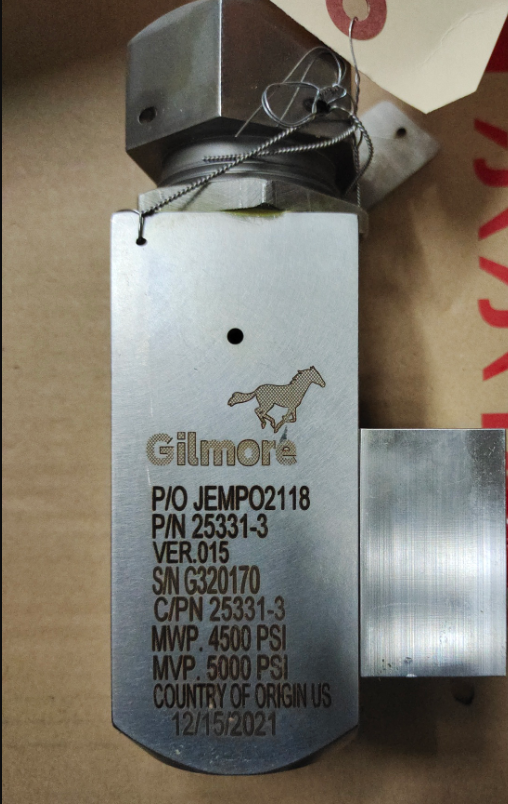 Gilmore
P/O JEMPO2118
P/N 25331-3
VER.015
S/N G320170
C/PN 25331-3
MWP. 4500 PSI
MVP. 5000 PSI
COUNTRY OF ORIGIN US
12/15/2021